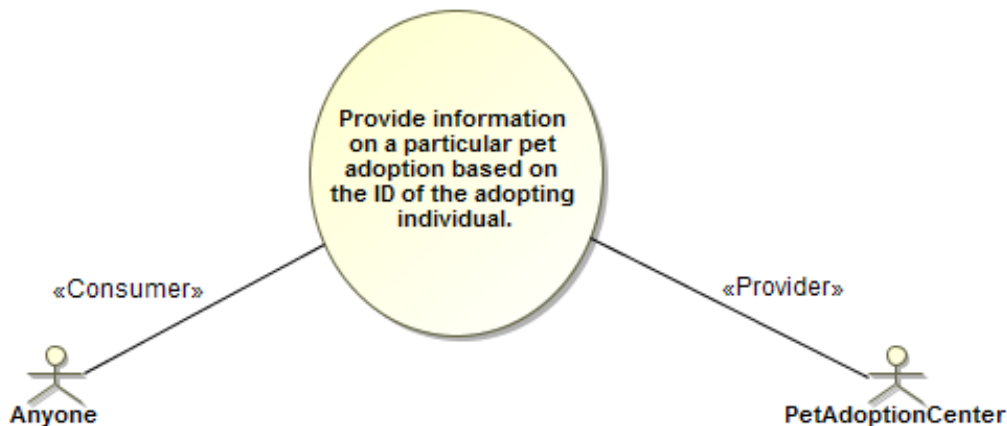 Provide information
on a particular pet
adoption based on
the ID of the adopting
individual.
«Consumer»
«Provider»
Anyone
PetAdoptionCenter